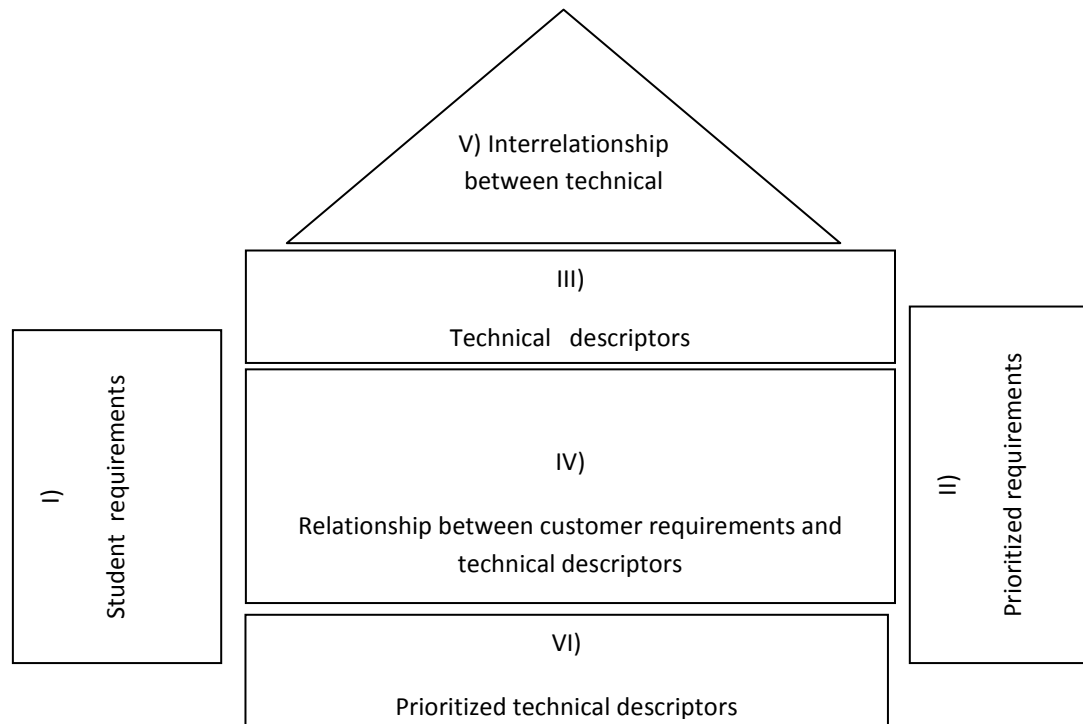 V) Interrelationship
between technical
III)
Technical descriptors
I)
Student requirements
IV)
Relationship between customer requirements and
technical descriptors
II)
Prioritized requirements
VI)
Prioritized technical descriptors